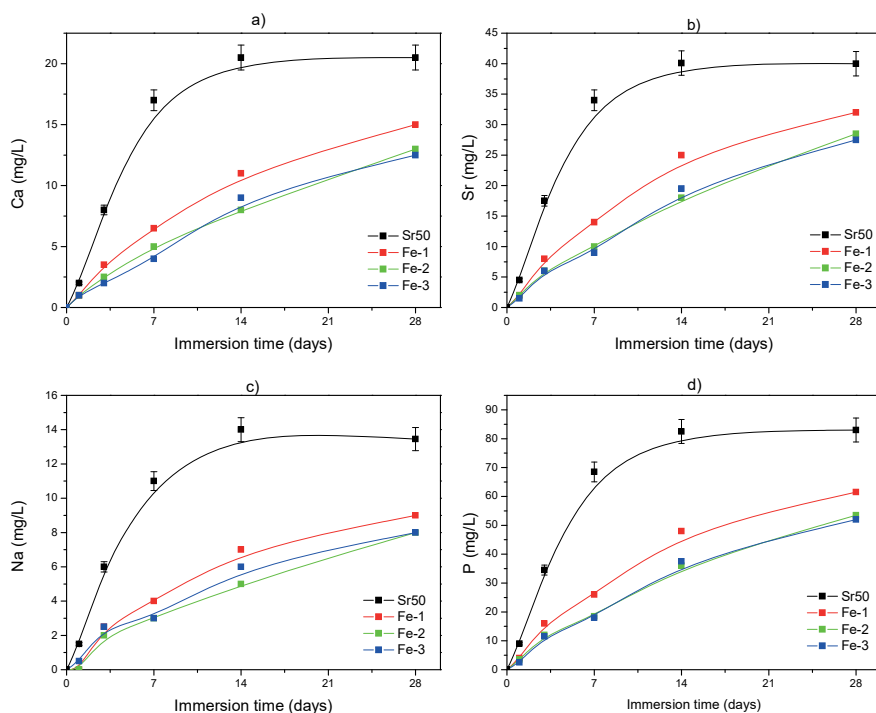 a)
Ca (mg/L)
20
15
10
5
0
0 7 14 21 28
Immersion time (days)
Sr50
Fe-1
Fe-2
Fe-3
b)
Sr (mg/L)
45
40
35
30
25
20
15
10
5
0
0 7 14 21 28
Immersion time (days)
Sr50
Fe-1
Fe-2
Fe-3
c)
Na (mg/L)
16
14
12
10
8
6
4
2
0
0 7 14 21 28
Immersion time (days)
Sr50
Fe-1
Fe-2
Fe-3
d)
P (mg/L)
90
80
70
60
50
40
30
20
10
0
0 7 14 21 28
Immersion time (days)
Sr50
Fe-1
Fe-2
Fe-3